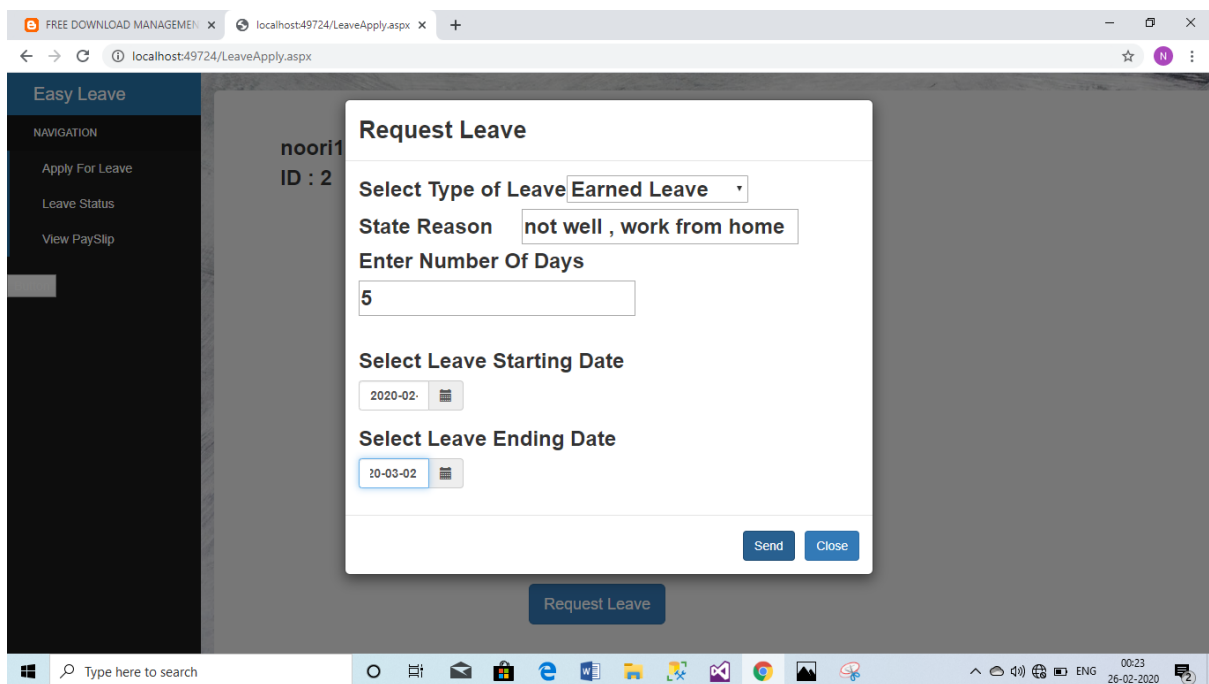 FREE DOWNLOAD MANAGEMEN
localhost:49724/LeaveApply.aspx
localhost:49724/LeaveApply.aspx
N
Easy Leave
NAVIGATION
Apply For Leave
Leave Status
View PaySlip
noori1
ID : 2
Request Leave
Select Type of Leave Earned Leave
State Reason not well , work from home
Enter Number Of Days
5
Select Leave Starting Date
2020-02-
Select Leave Ending Date
20-03-02
Send Close
Request Leave
Type here to search
ENG
00:23
26-02-2020
2